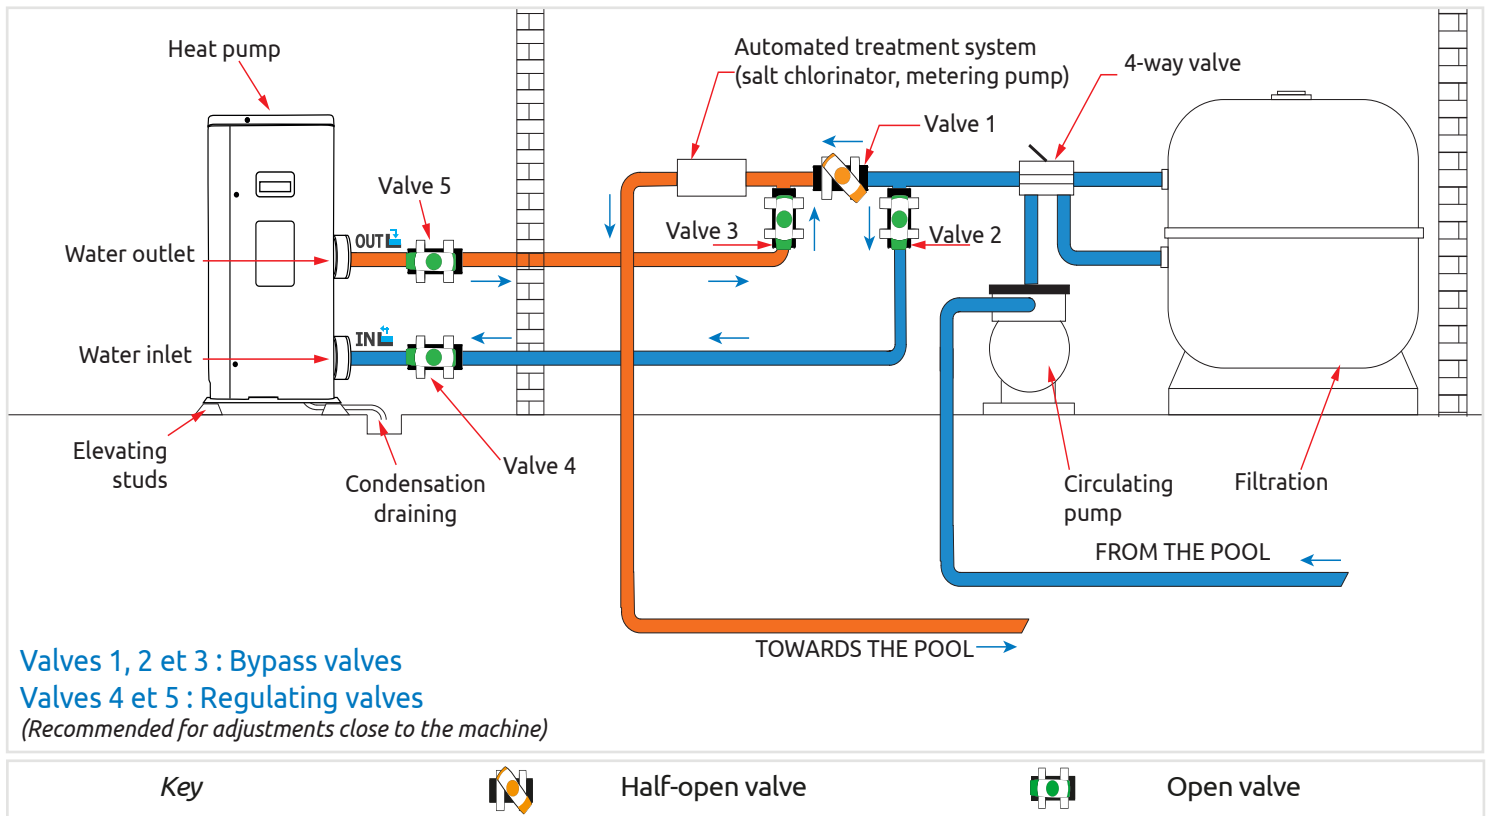 Heat pump
Automated treatment system
(salt chlorinator, metering pump)
4-way valve
Valve 1
Valve 5
Valve 3
Valve 2
OUT
Water outlet
IN
Water inlet
Elevating
studs
Condensation
draining
Valve 4
Circulating
pump
Filtration
FROM THE POOL
TOWARDS THE POOL
Valves 1, 2 et 3 : Bypass valves
Valves 4 et 5 : Regulating valves
(Recommended for adjustments close to the machine)
Key
Half-open valve
Open valve